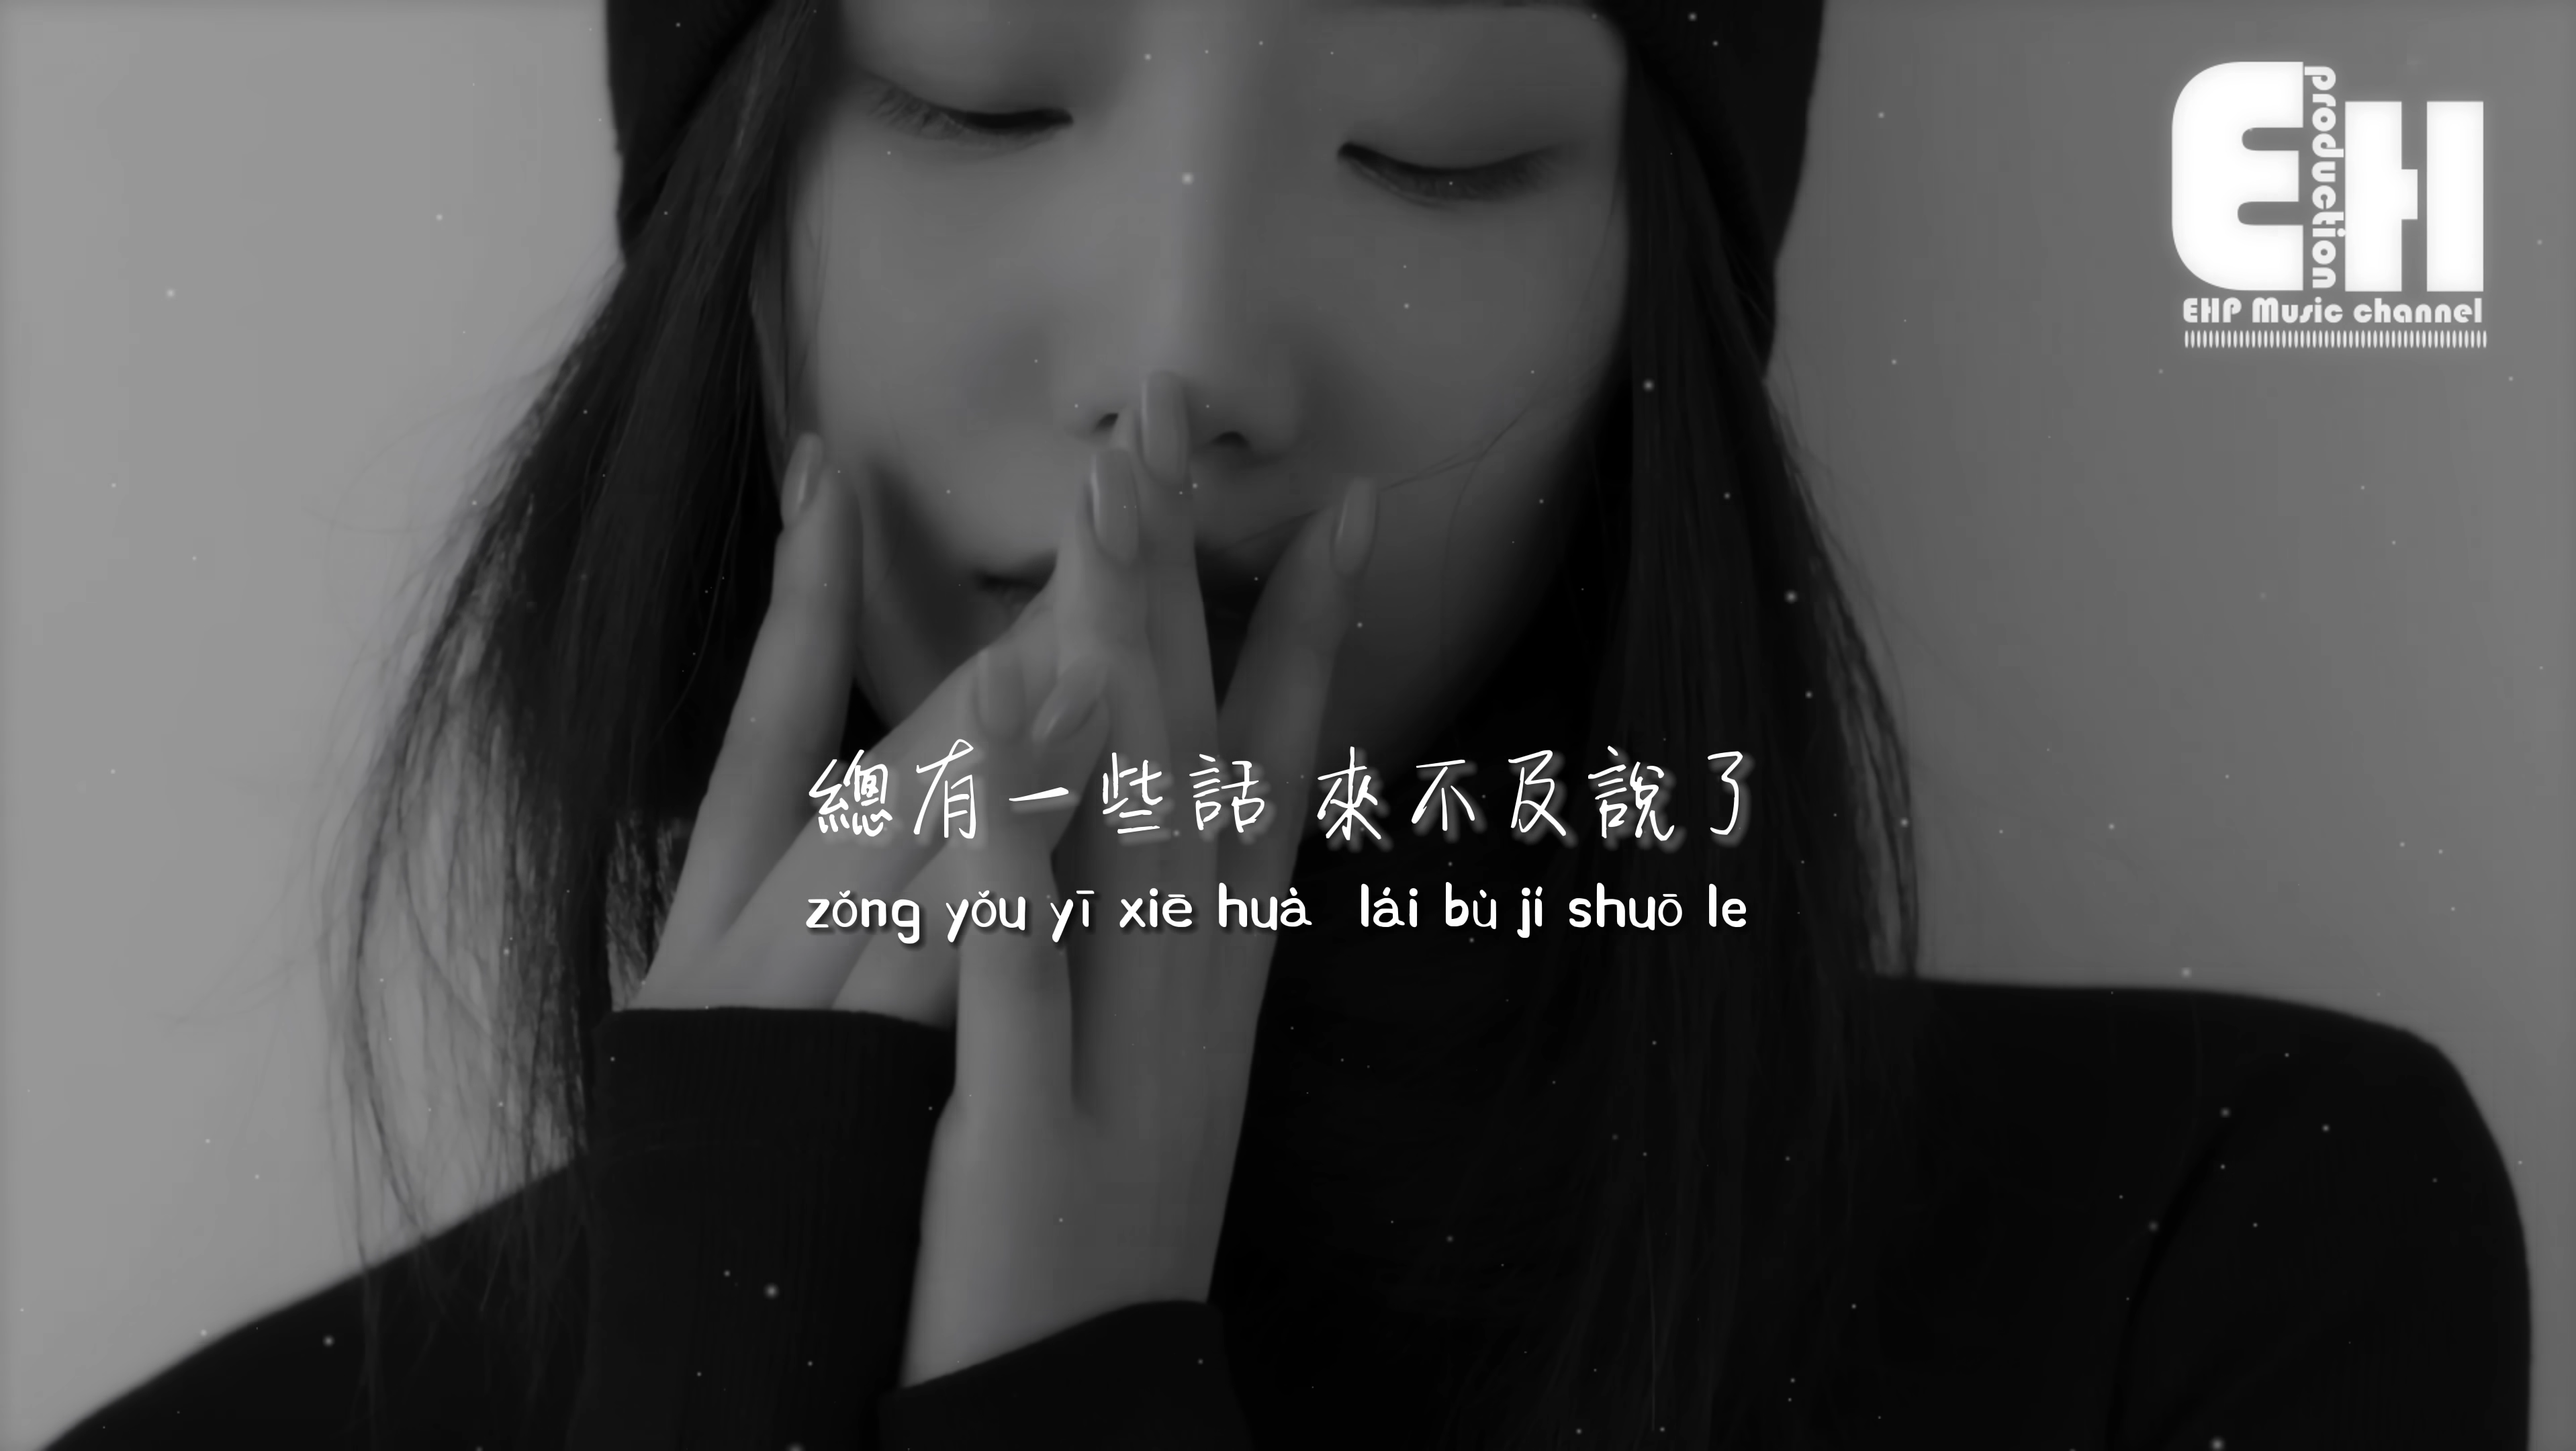 EH
production
EHP Music channel
總有一些話 來不及說了
zǒng yǒu yī xiē huà lái bù jí shuō le